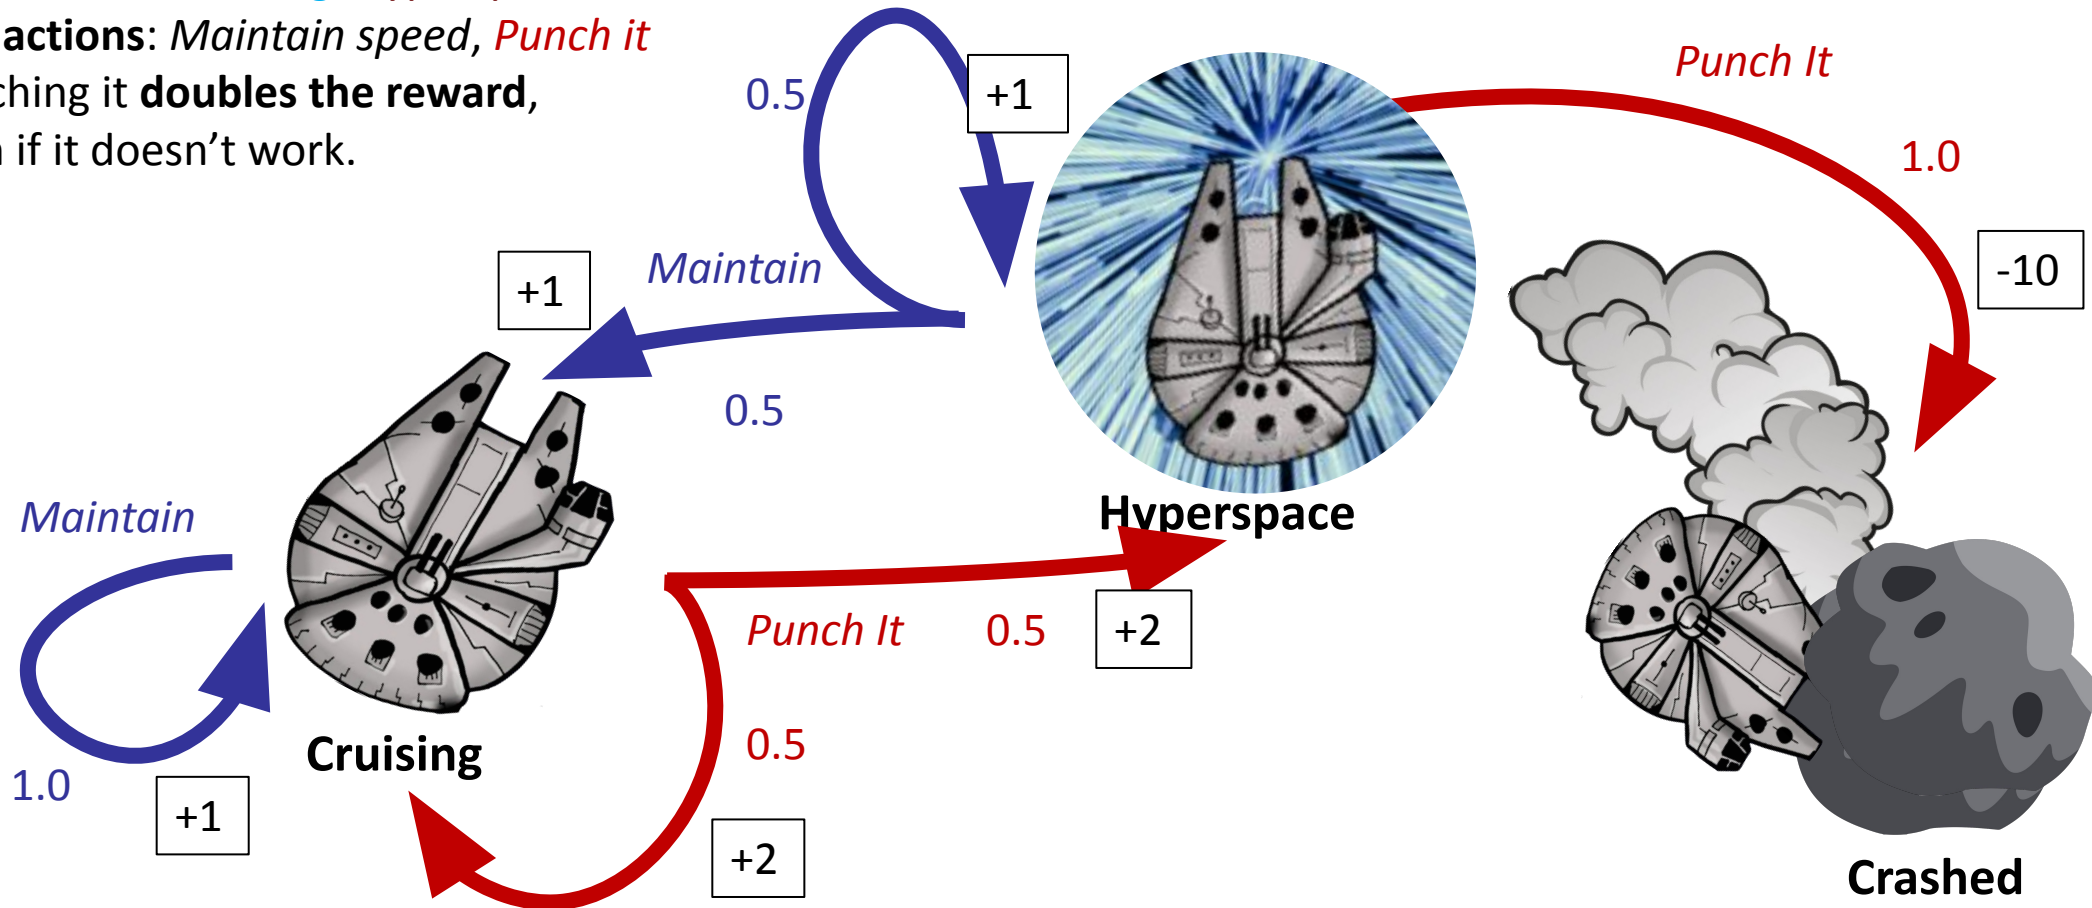 actions: Maintain speed, Punch it
it doubles the reward,
if it doesn't work.
0.5
+1
Punch It
1.0
-10
+1
Maintain
0.5
Hyperspace
Maintain
1.0
+1
Cruising
Punch It 0.5 +2
0.5
+2
Crashed